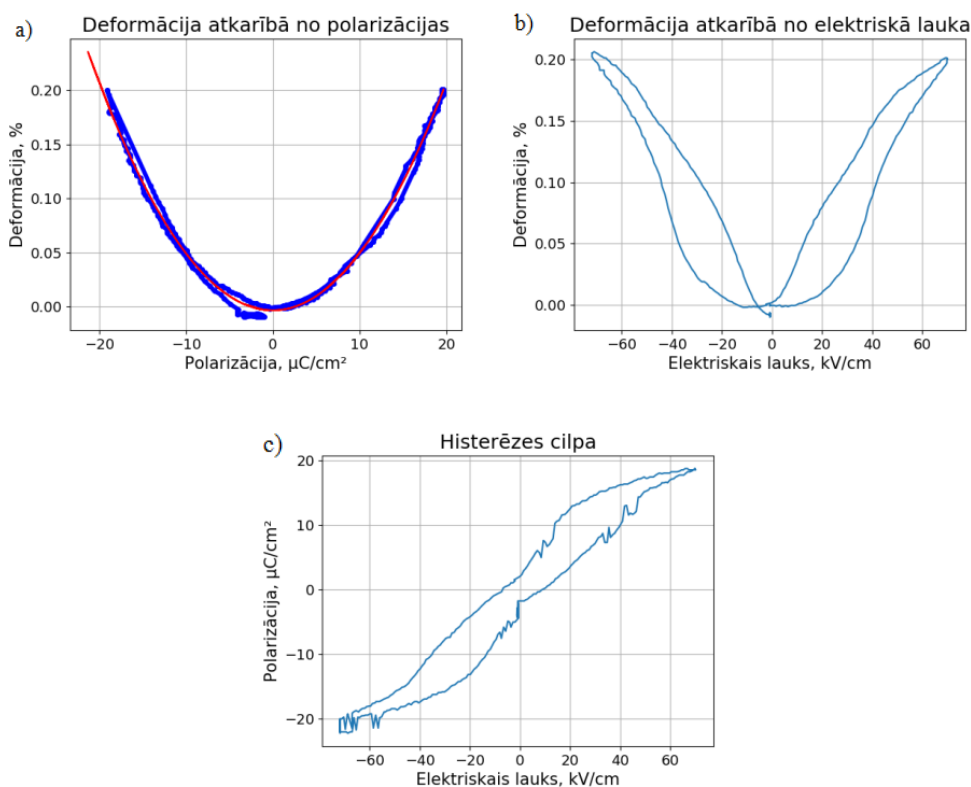 a)
Deformācija atkarībā no polarizācijas
Deformācija, %
0.20
0.15
0.10
0.05
0.00
−20
−10
0
10
20
Polarizācija, µC/cm²
b)
Deformācija atkarībā no elektriskā lauka
Deformācija, %
0.20
0.15
0.10
0.05
0.00
−60
−40
−20
0
20
40
60
Elektriskais lauks, kV/cm
c)
Histerēzes cilpa
Polarizācija, µC/cm²
20
10
0
−10
−20
−60
−40
−20
0
20
40
60
Elektriskais lauks, kV/cm